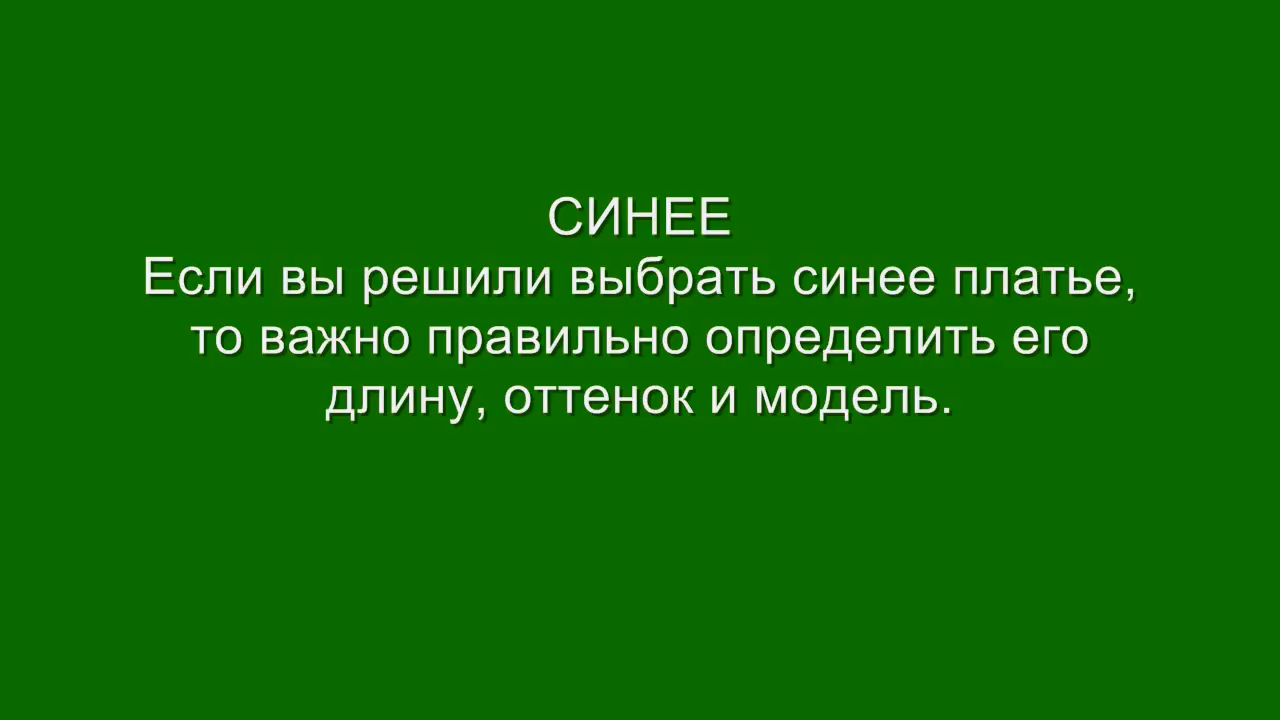 СИНЕЕ
Если вы решили выбрать синее платье,
то важно правильно определить его
длину, оттенок и модель.